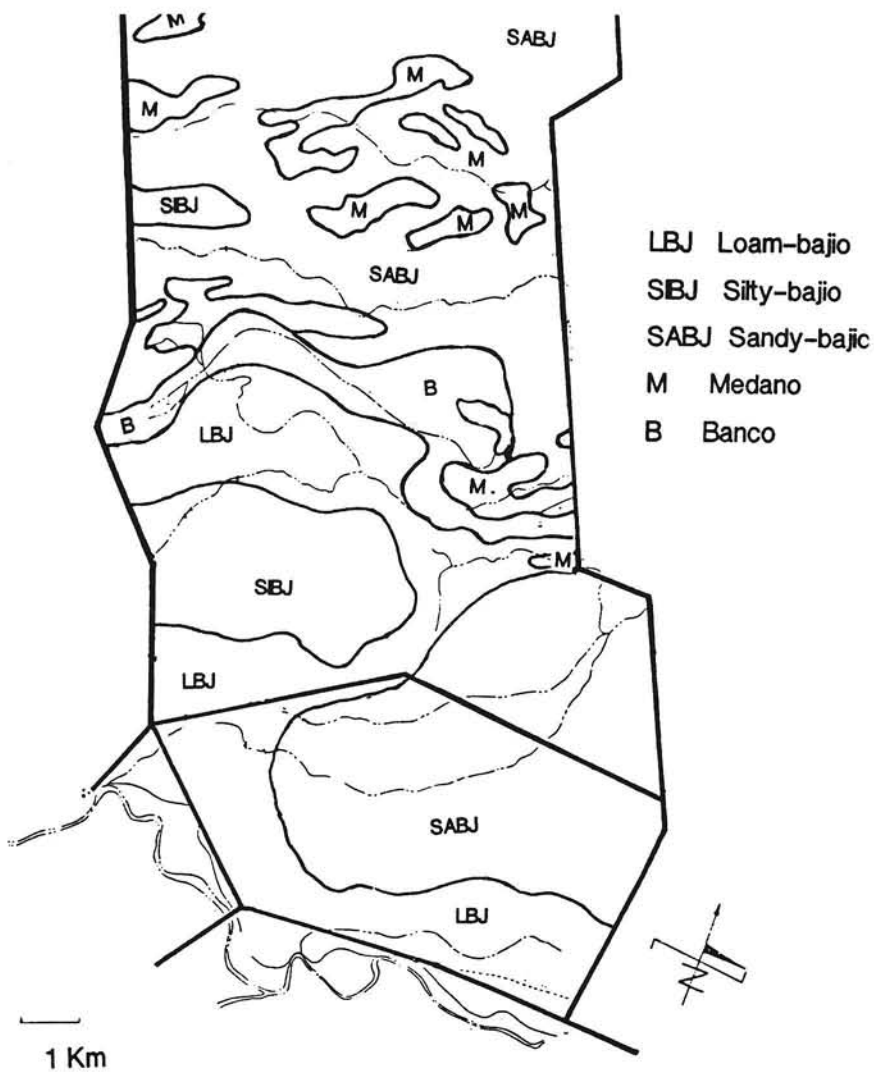 M
SABJ
M
M
M
SIBJ
M
M
M
SABJ
B
B
LBJ
M.
M
SIBJ
LBJ
SABJ
LBJ
LBJ Loam-bajio
SIBJ Silty-bajio
SABJ Sandy-bajic
M Medano
B Banco
N
1 Km